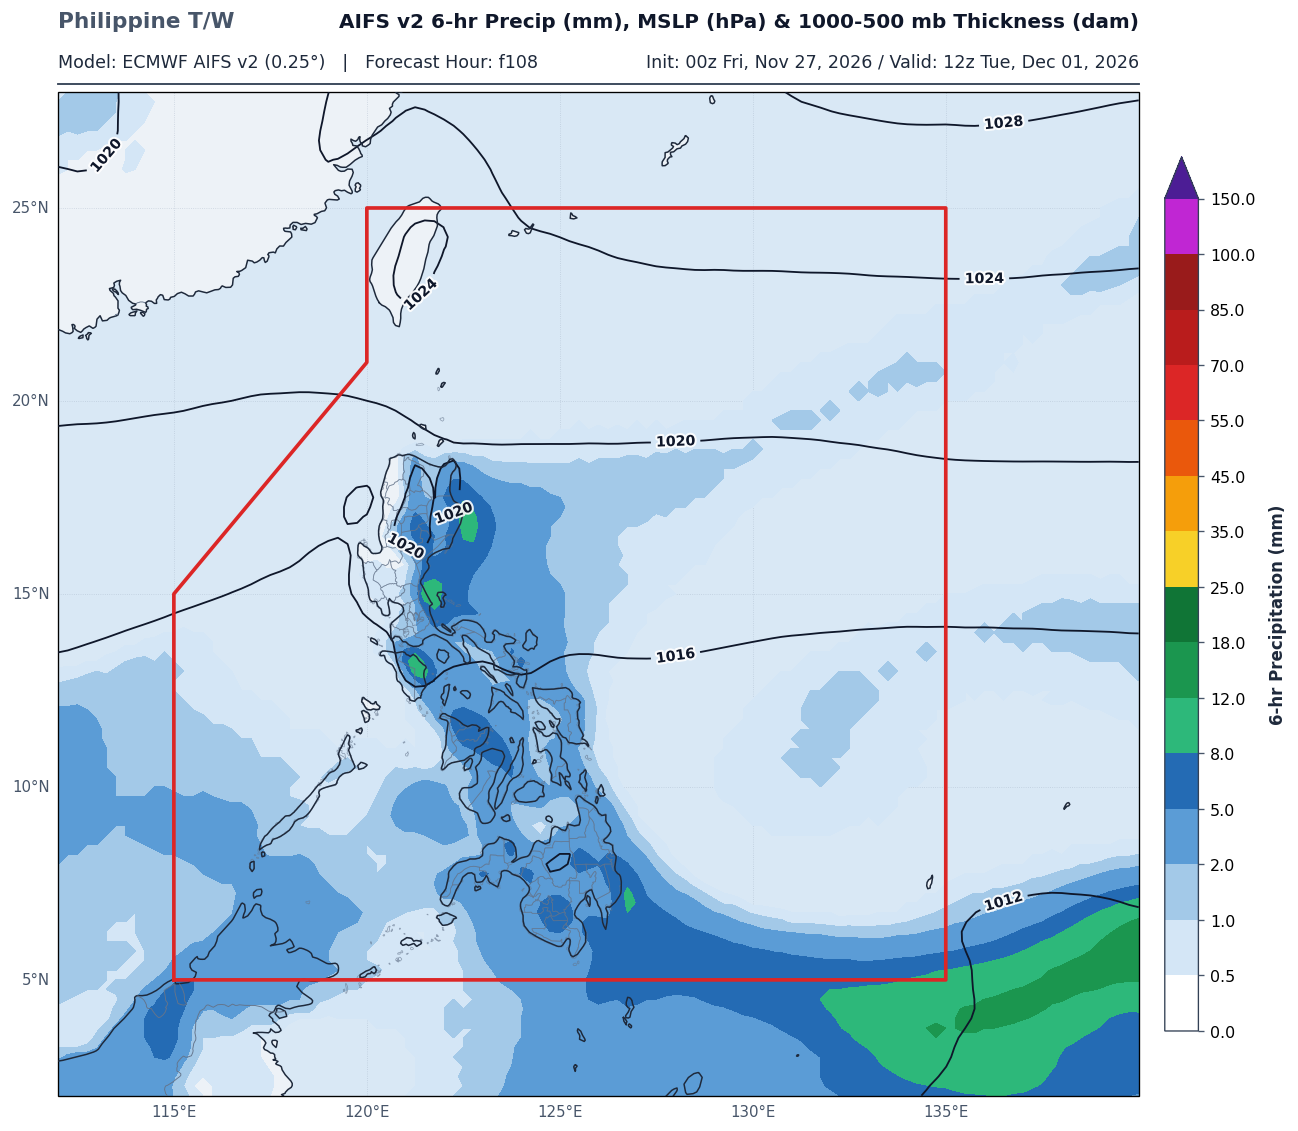 Philippine T/W
AIFS v2 6-hr Precip (mm), MSLP (hPa) & 1000-500 mb Thickness (dam)
Model: ECMWF AIFS v2 (0.25°) | Forecast Hour: f108
Init: 00z Fri, Nov 27, 2026 / Valid: 12z Tue, Dec 01, 2026
1028
1020
25°N
1024
1024
20°N
1020
1020
1020
15°N
1016
10°N
1012
5°N
115°E
120°E
125°E
130°E
135°E
150.0
100.0
85.0
70.0
55.0
45.0
35.0
25.0
18.0
12.0
8.0
5.0
2.0
1.0
0.5
0.0
6-hr Precipitation (mm)